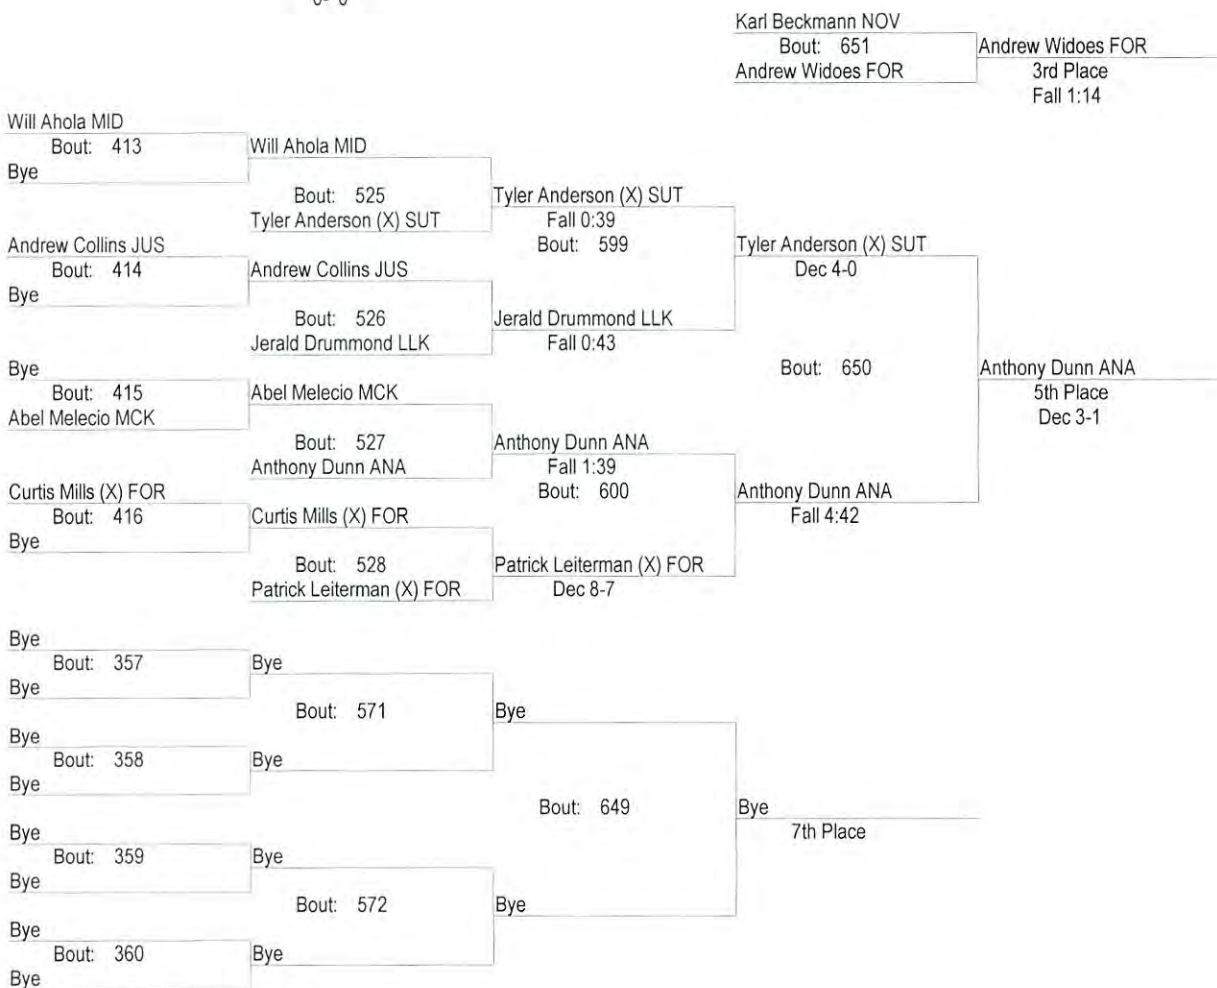 0- 0
Karl Beckmann NOV
Bout: 651
Andrew Widoes FOR
Andrew Widoes FOR
3rd Place
Fall 1:14
Will Ahola MID
Bout: 413
Bye
Will Ahola MID
Bout: 525
Tyler Anderson (X) SUT
Tyler Anderson (X) SUT
Fall 0:39
Bout: 599
Andrew Collins JUS
Bout: 414
Bye
Andrew Collins JUS
Bout: 526
Jerald Drummond LLK
Jerald Drummond LLK
Fall 0:43
Tyler Anderson (X) SUT
Dec 4-0
Bout: 650
Anthony Dunn ANA
5th Place
Dec 3-1
Bye
Bout: 415
Abel Melecio MCK
Abel Melecio MCK
Bout: 527
Anthony Dunn ANA
Anthony Dunn ANA
Fall 1:39
Bout: 600
Anthony Dunn ANA
Fall 4:42
Curtis Mills (X) FOR
Bout: 416
Bye
Curtis Mills (X) FOR
Bout: 528
Patrick Leiterman (X) FOR
Patrick Leiterman (X) FOR
Dec 8-7
Bye
Bout: 357
Bye
Bye
Bout: 571
Bye
Bye
Bout: 358
Bye
Bye
Bout: 649
Bye
7th Place
Bye
Bout: 359
Bye
Bye
Bout: 572
Bye
Bye
Bout: 360
Bye
Bye